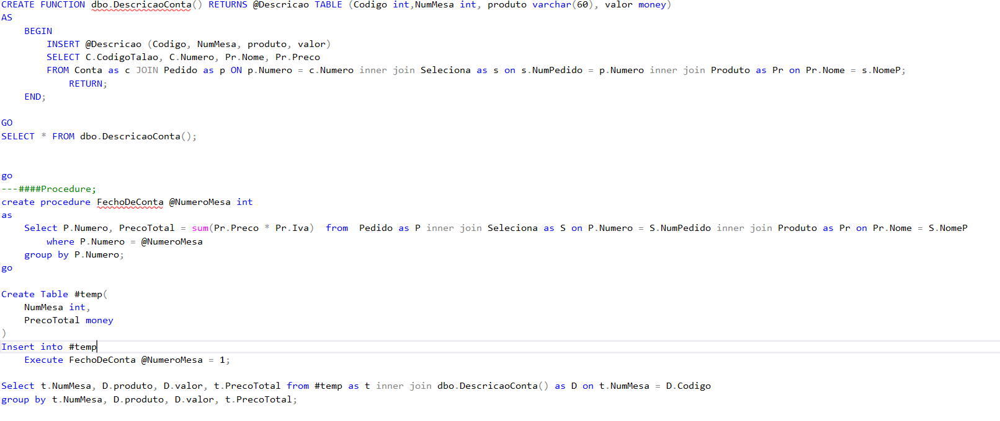 CREATE FUNCTION dbo.DescricaoConta() RETURNS @Descricao TABLE (Codigo int,NumMesa int, produto varchar(60), valor money)
AS
BEGIN
INSERT @Descricao (Codigo, NumMesa, produto, valor)
SELECT C.CodigoTalao, C.Numero, Pr.Nome, Pr.Preco
FROM Conta as c JOIN Pedido as p ON p.Numero = c.Numero inner join Seleciona as s on s.NumPedido = p.Numero inner join Produto as Pr on Pr.Nome = s.NomeP;
RETURN;
END;
GO
SELECT * FROM dbo.DescricaoConta();
go
---####Procedure;
create procedure FechoDeConta @NumeroMesa int
as
Select P.Numero, PrecoTotal = sum(Pr.Preco * Pr.Iva)  from  Pedido as P inner join Seleciona as S on P.Numero = S.NumPedido inner join Produto as Pr on Pr.Nome = S.NomeP
where P.Numero = @NumeroMesa
group by P.Numero;
go
Create Table #temp(
NumMesa int,
PrecoTotal money
)
Insert into #temp
Execute FechoDeConta @NumeroMesa = 1;
Select t.NumMesa, D.produto, D.valor, t.PrecoTotal from #temp as t inner join dbo.DescricaoConta() as D on t.NumMesa = D.Codigo
group by t.NumMesa, D.produto, D.valor, t.PrecoTotal;